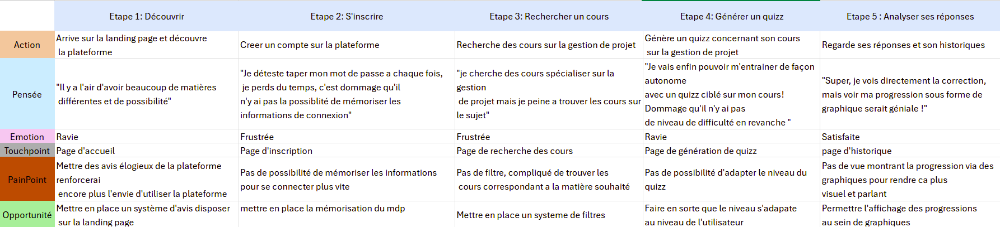 Etape 1: Découvrir
Etape 2: S'inscrire
Etape 3: Rechercher un cours
Etape 4: Générer un quizz
Etape 5 : Analyser ses réponses
Action
Arrive sur la landing page et découvre
la plateforme
Creer un compte sur la plateforme
Recherche des cours sur la gestion de projet
Génère un quizz concernant son cours
sur la gestion de projet
Regarde ses réponses et son historiques
Pensée
"Il y a l'air d'avoir beaucoup de matières
différentes et de possibilité"
"Je déteste taper mon mot de passe a chaque fois,
je perds du temps, c'est dommage qu'il
n'y ai pas la possiblité de mémoriser les
informations de connexion"
"je cherche des cours spécialiser sur la
gestion
de projet mais je peine a trouver les cours sur
le sujet"
"Je vais enfin pouvoir m'entrainer de façon
autonome
avec un quizz ciblé sur mon cours!
Dommage qu'il n'y ai pas
de niveau de difficulté en revanche "
"Super, je vois directement la correction,
mais voir ma progression sous forme de
graphique serait géniale !"
Emotion
Ravie
Frustrée
Frustrée
Ravie
Satisfaite
Touchpoint
Page d'accueil
Page d'inscription
Page de recherche des cours
Page de génération de quizz
page d'historique
PainPoint
Mettre des avis élogieux de la plateforme
renforcerai
encore plus l'envie d'utiliser la plateforme
Pas de possibilité de mémoriser les informations
pour se connecter plus vite
Pas de filtre, compliqué de trouver les
cours correspondant a la matière souhaité
Pas de possibilité d'adapter le niveau du
quizz
Pas de vue montrant la progression via des
graphiques pour rendre ca plus
visuel et parlant
Opportunité
Mettre en place un système d'avis disposer
sur la landing page
mettre en place la mémorisation du mdp
Mettre en place un systeme de filtres
Faire en sorte que le niveau s'adapate
au niveau de l'utilisateur
Permettre l'affichage des progressions
au sein de graphiques